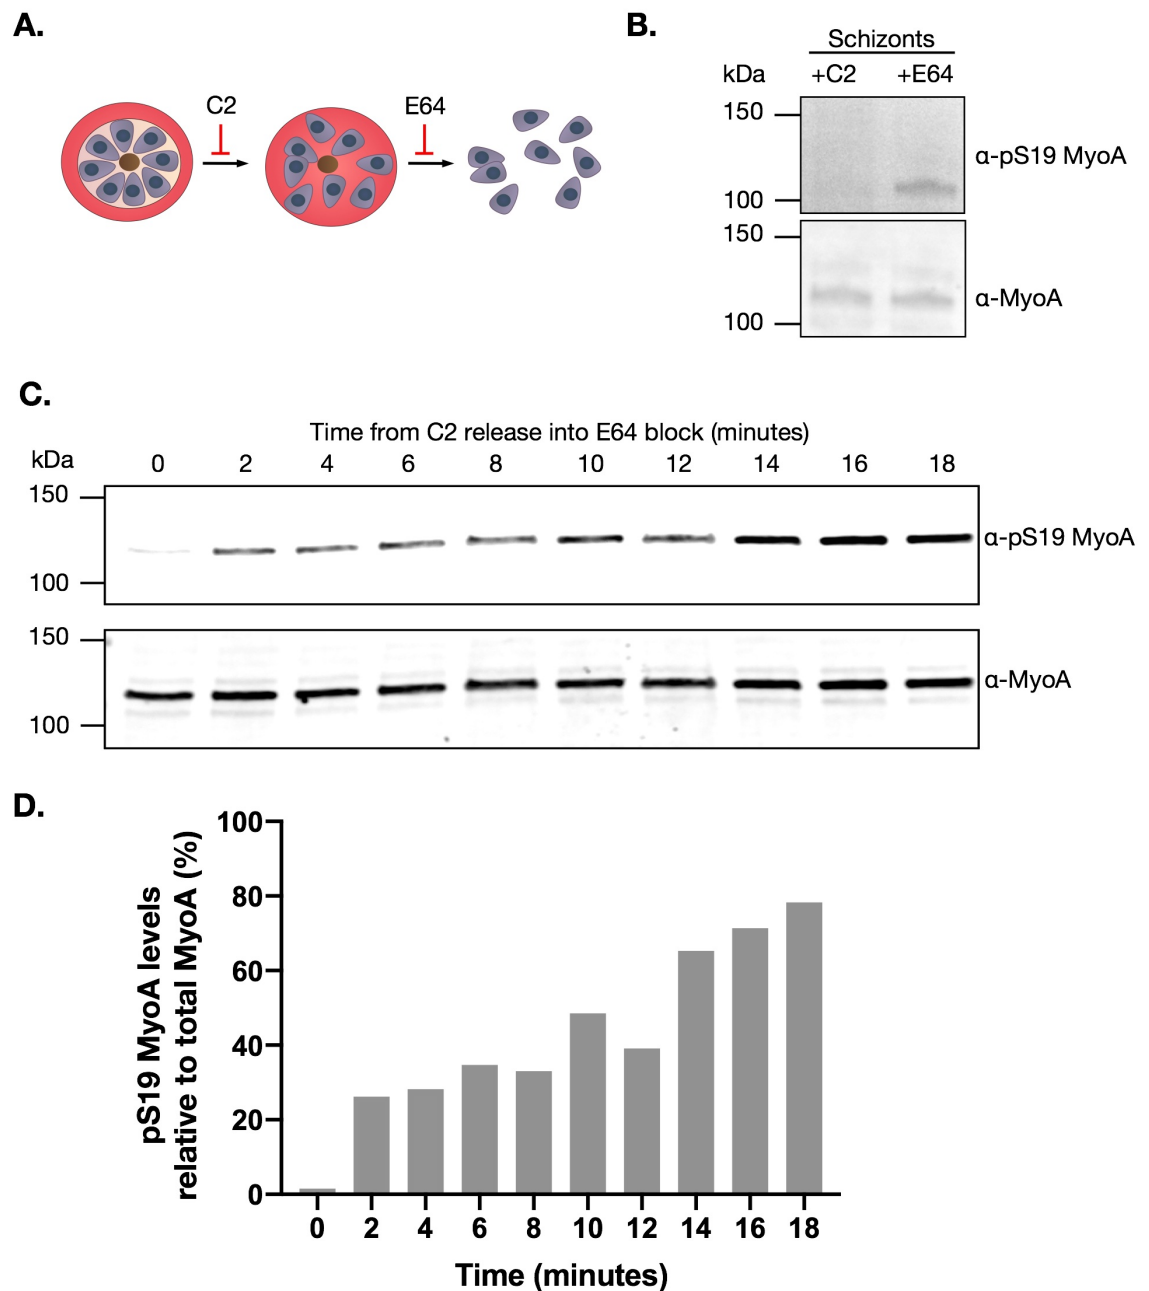 A.
C2
E64
B.
Schizonts
kDa +C2 +E64
150
α-pS19 MyoA
100
150
α-MyoA
100
C.
Time from C2 release into E64 block (minutes)
kDa 0 2 4 6 8 10 12 14 16 18
150
α-pS19 MyoA
100
150
α-MyoA
100
D.
pS19 MyoA levels
relative to total MyoA (%)
100
80
60
40
20
0
0 2 4 6 8 10 12 14 16 18
Time (minutes)